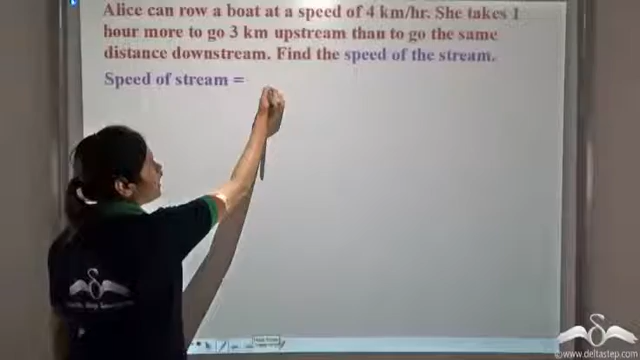 Alice can row a boat at a speed of 4 km/hr. She takes 1
hour more to go 3 km upstream than to go the same
distance downstream. Find the speed of the stream.
Speed of stream =
©www.deltastep.com